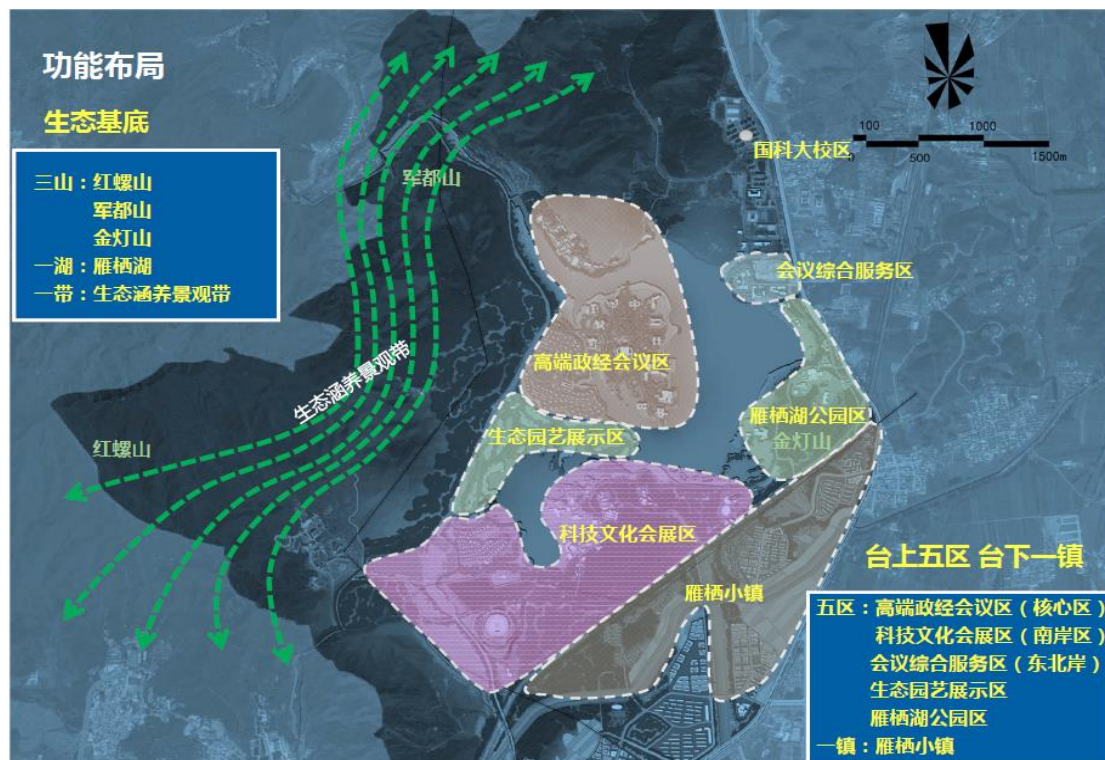 功能布局
生态基底
三山：红螺山
军都山
金灯山
一湖：雁栖湖
一带：生态涵养景观带
军都山
国科大校区
100
1000
0
500
1500m
会议综合服务区
高端政经会议区
生态涵养景观带
雁栖湖公园区
金灯山
生态园艺展示区
红螺山
科技文化会展区
雁栖小镇
台上五区 台下一镇
五区：高端政经会议区（核心区）
科技文化会展区（南岸区）
会议综合服务区（东北岸）
生态园艺展示区
雁栖湖公园区
一镇：雁栖小镇